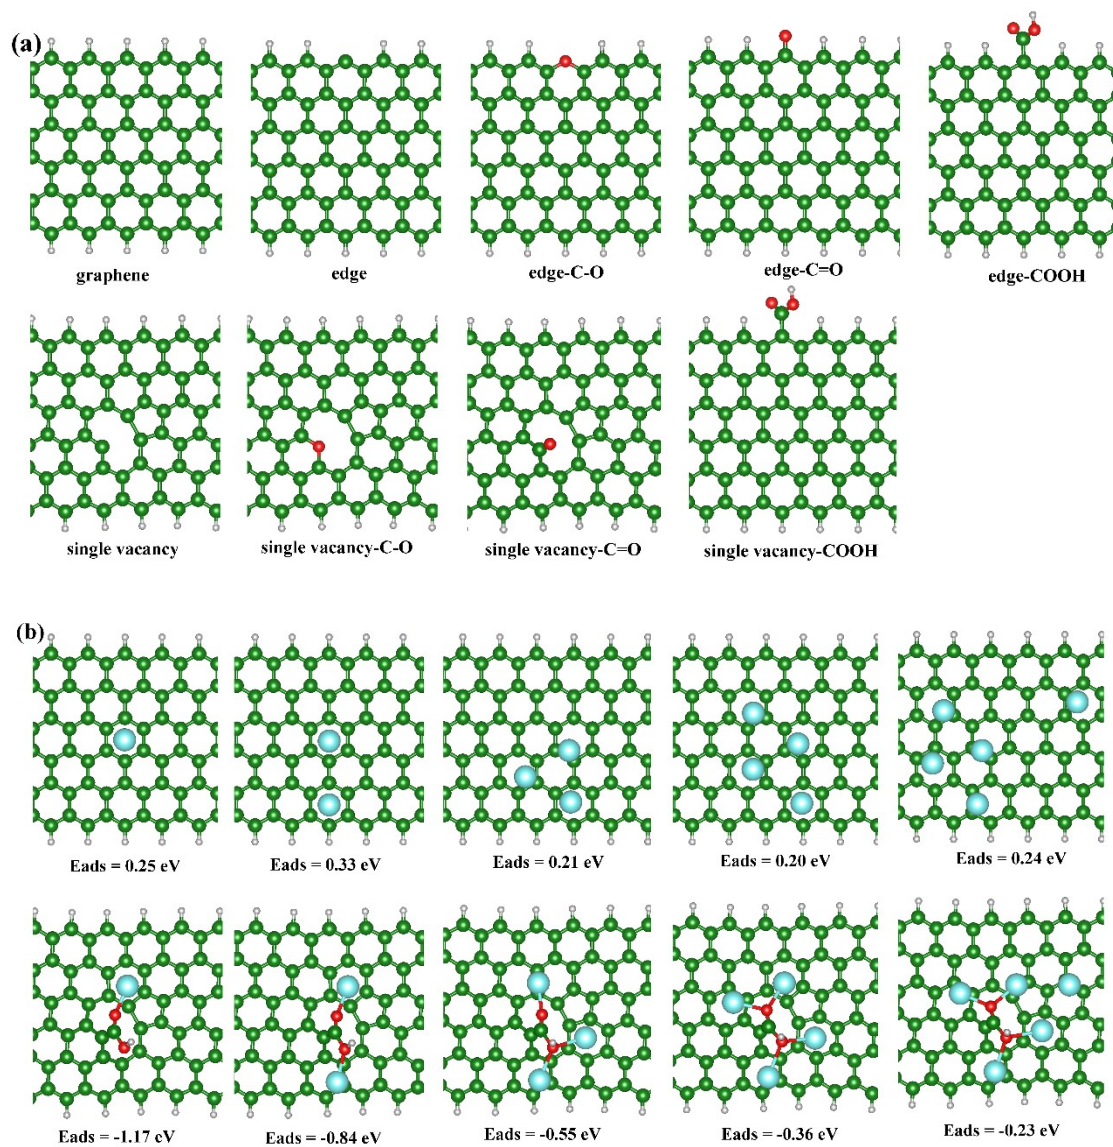 (a)
graphene
edge
edge-C-O
edge-C=O
edge-COOH
single vacancy
single vacancy-C-O
single vacancy-C=O
single vacancy-COOH
(b)
Eads = 0.25 eV
Eads = 0.33 eV
Eads = 0.21 eV
Eads = 0.20 eV
Eads = 0.24 eV
Eads = -1.17 eV
Eads = -0.84 eV
Eads = -0.55 eV
Eads = -0.36 eV
Eads = -0.23 eV